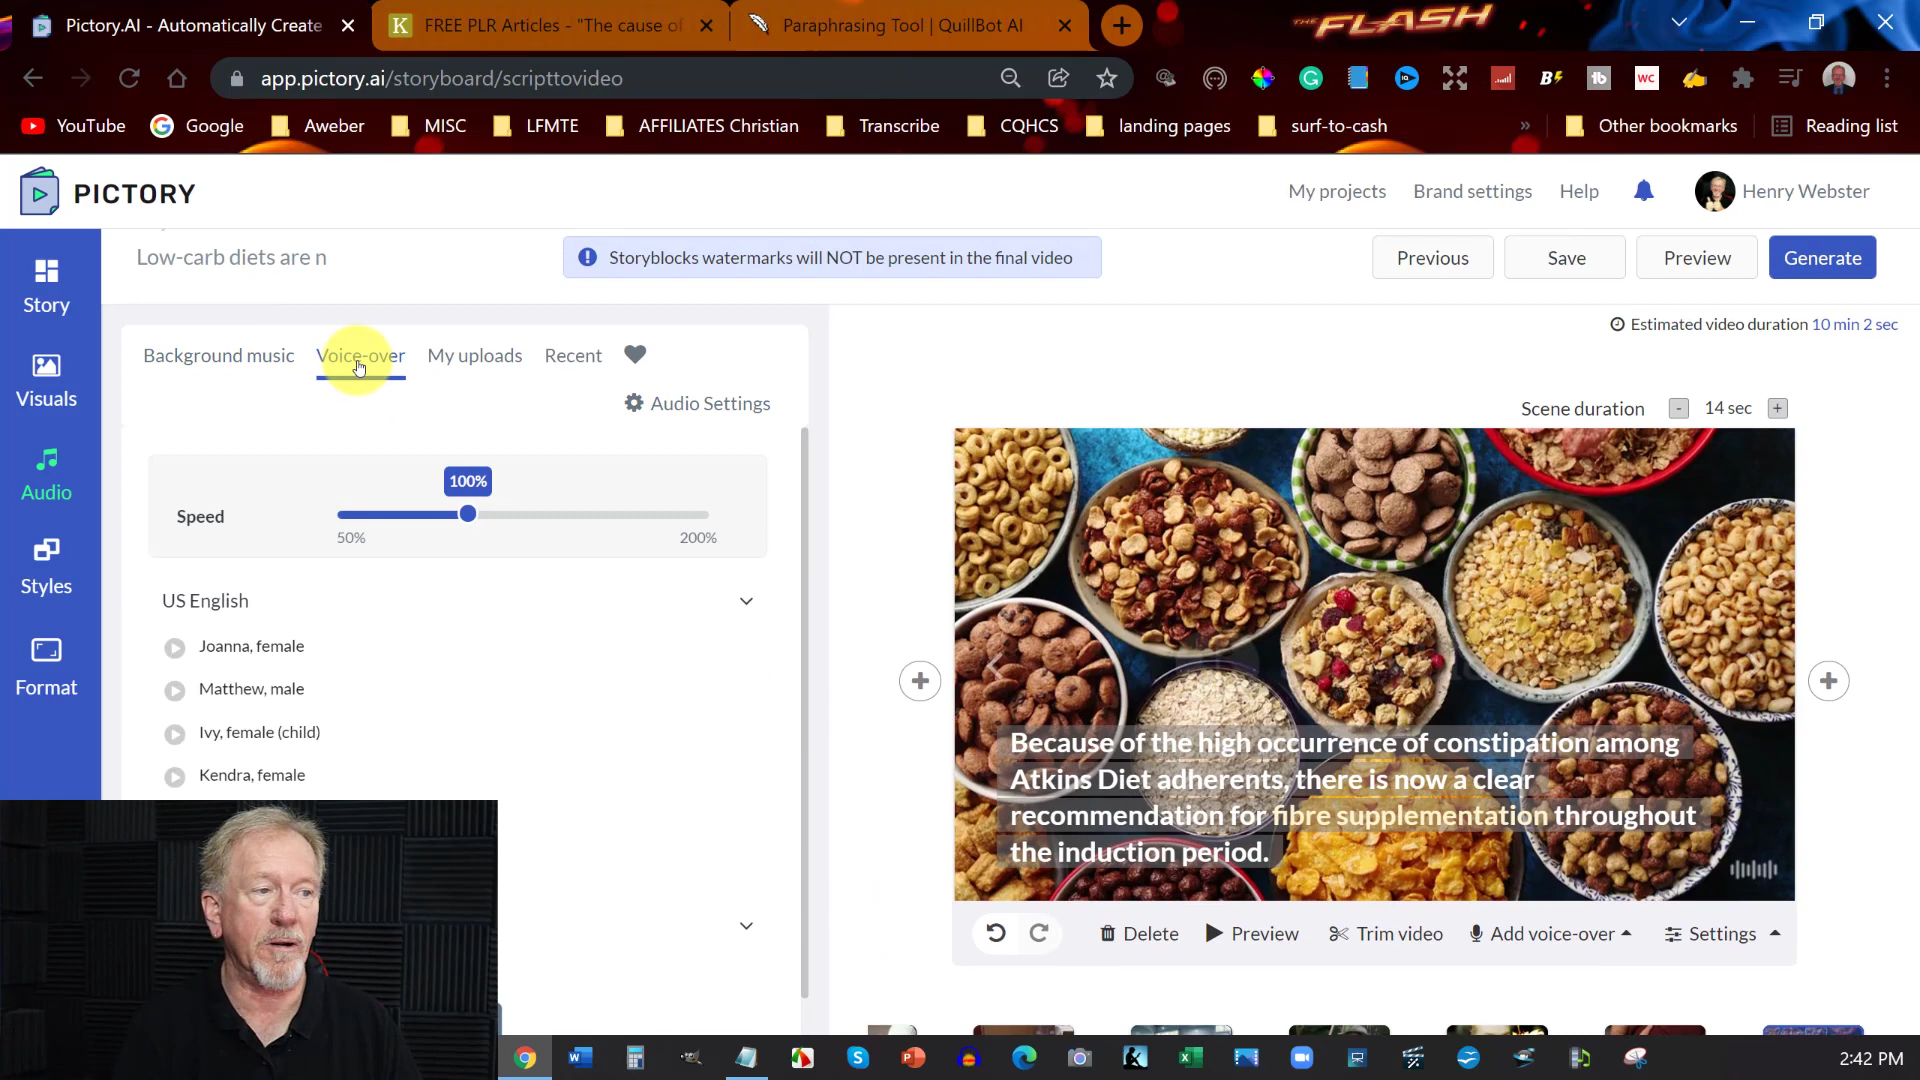 Pictory.AI - Automatically Create
FREE PLR Articles - "The cause of
Paraphrasing Tool | QuillBot AI
THE FLASH
app.pictory.ai/storyboard/scripttovideo
YouTube
Google
Aweber
MISC
LFMTE
AFFILIATES Christian
Transcribe
CQHCS
landing pages
surf-to-cash
»
Other bookmarks
Reading list
PICTORY
My projects
Brand settings
Help
Henry Webster
Low-carb diets are n
Storyblocks watermarks will NOT be present in the final video
Previous
Save
Preview
Generate
Story
Visuals
Audio
Styles
Format
Background music
Voice-over
My uploads
Recent
Audio Settings
Estimated video duration 10 min 2 sec
Scene duration - 14 sec +
100%
Speed
50%
200%
US English
Joanna, female
Matthew, male
Ivy, female (child)
Kendra, female
Because of the high occurrence of constipation among
Atkins Diet adherents, there is now a clear
recommendation for fibre supplementation throughout
the induction period.
Delete
Preview
Trim video
Add voice-over
Settings
2:42 PM